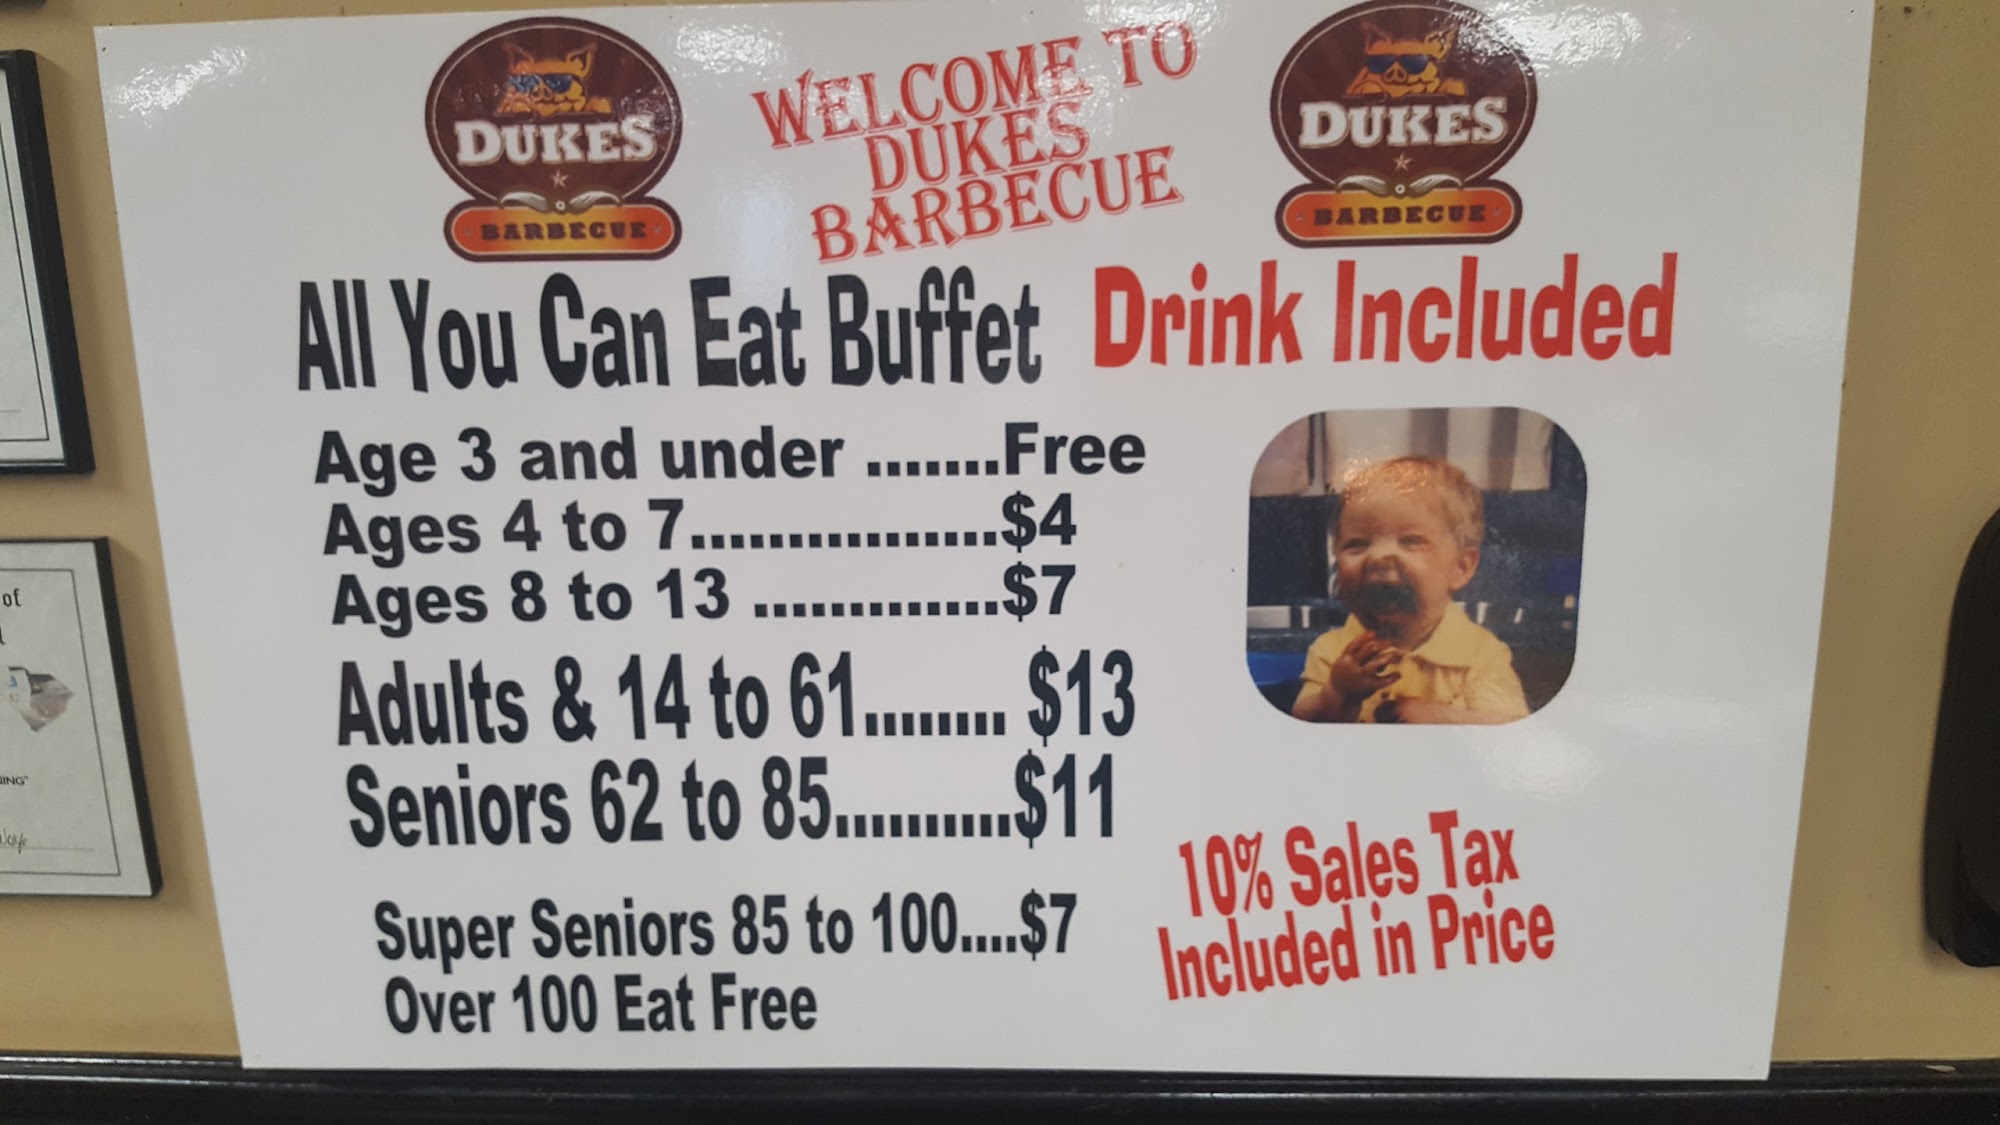 DUKES
BARBECUE
WELCOME TO
DUKES
BARBECUE
DUKES
BARBECUE
All You Can Eat Buffet Drink Included
Age 3 and under .......Free
Ages 4 to 7................$4
Ages 8 to 13 .............$7
Adults & 14 to 61........ $13
Seniors 62 to 85...........$11
Super Seniors 85 to 100....$7
Over 100 Eat Free
10% Sales Tax
Included in Price
of